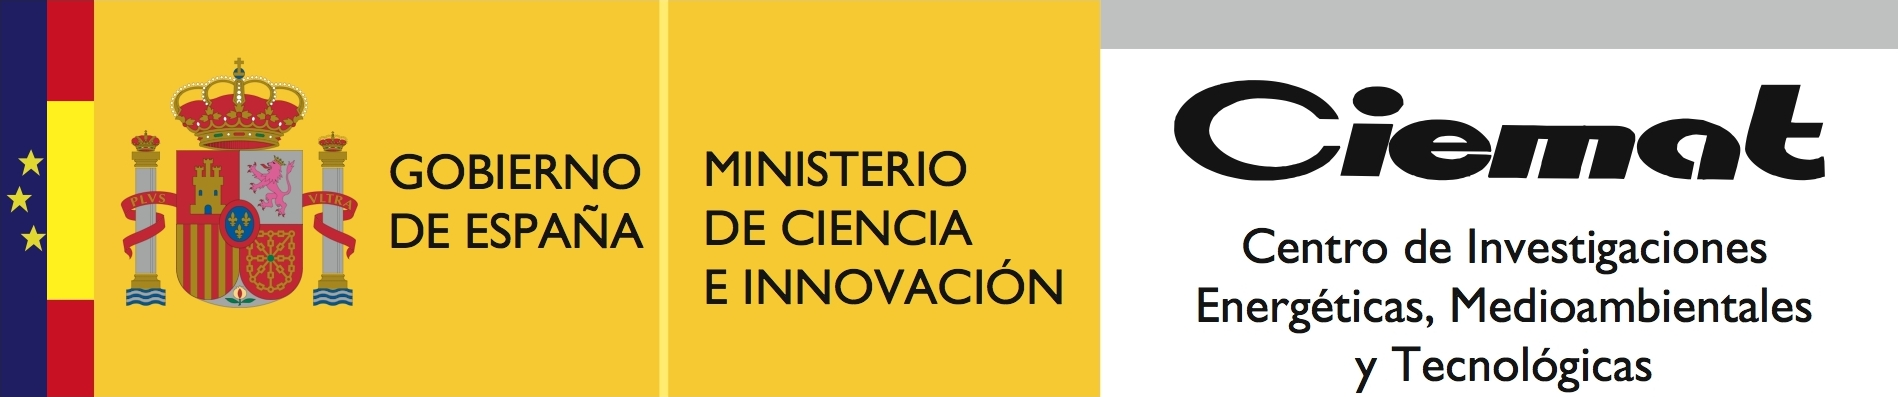 PLVS
VLTRA
GOBIERNO
DE ESPAÑA
MINISTERIO
DE CIENCIA
E INNOVACIÓN
Ciemat
Centro de Investigaciones
Energéticas, Medioambientales
y Tecnológicas